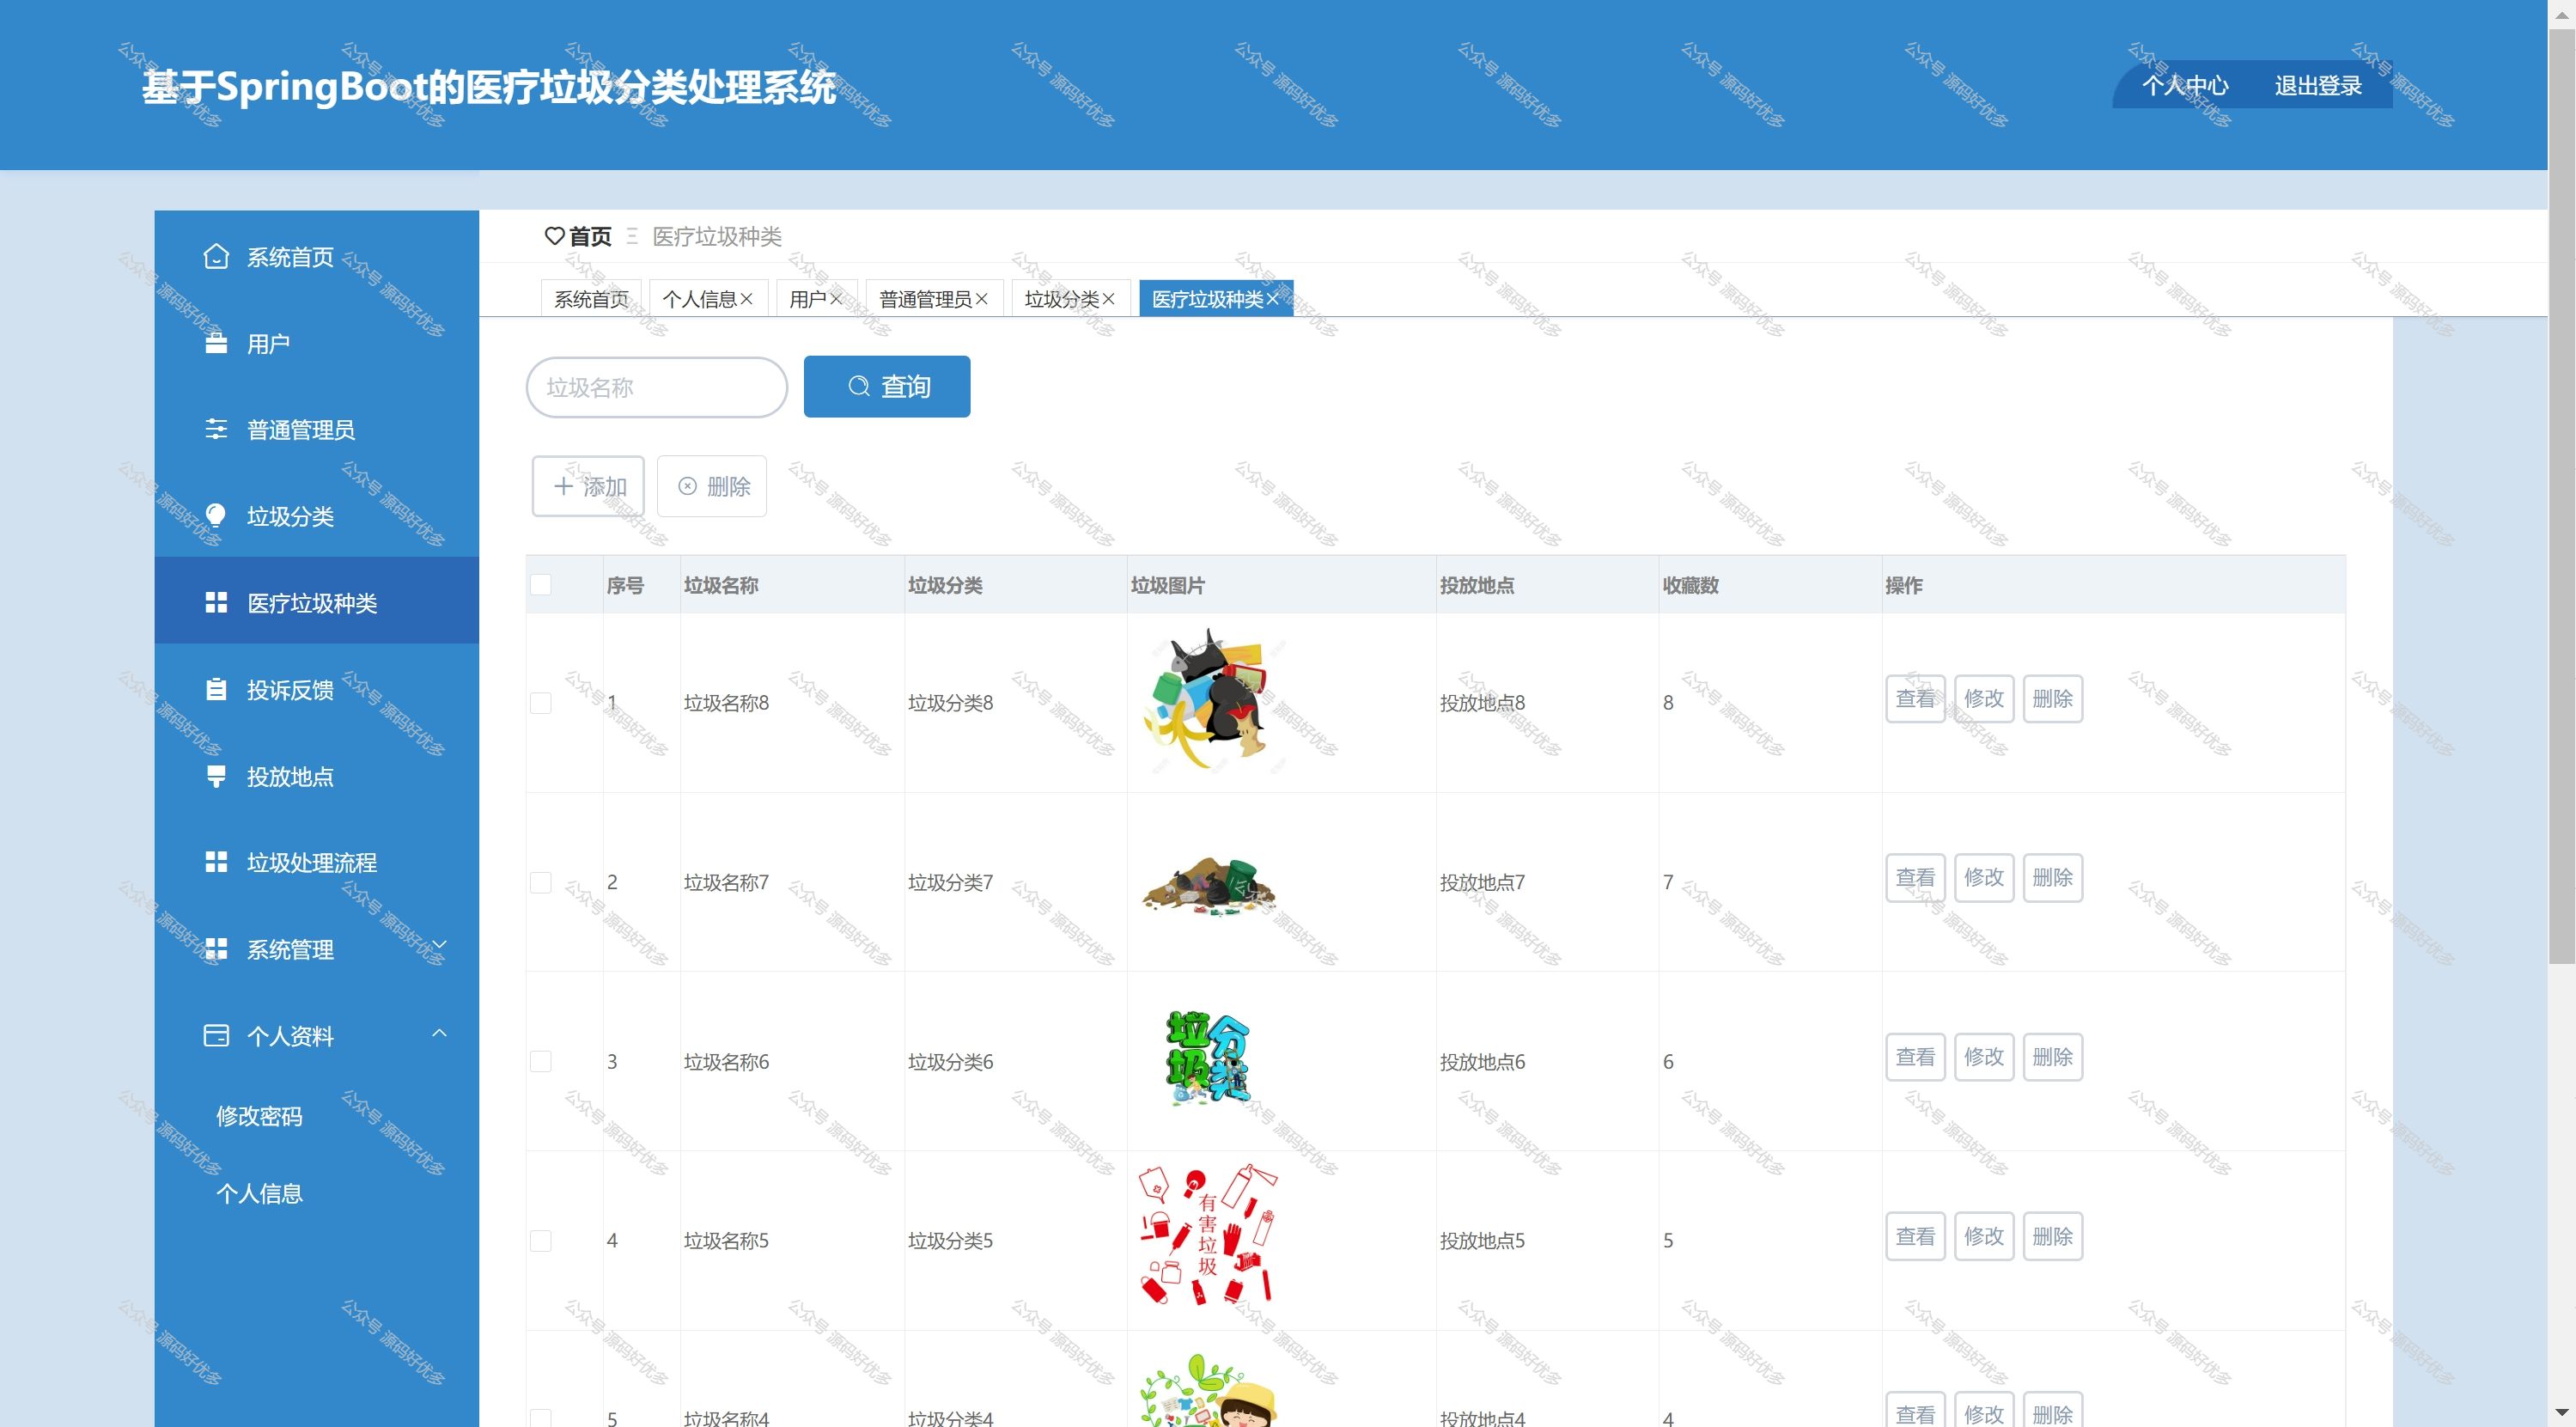 基于SpringBoot的医疗垃圾分类处理系统
个人中心 退出登录
系统首页
用户
普通管理员
垃圾分类
医疗垃圾种类
投诉反馈
投放地点
垃圾处理流程
系统管理
个人资料
修改密码
个人信息
首页 医疗垃圾种类
系统首页 个人信息 用户 普通管理员 垃圾分类 医疗垃圾种类
垃圾名称 查询
添加 删除
序号 垃圾名称 垃圾分类 垃圾图片 投放地点 收藏数 操作
1 垃圾名称8 垃圾分类8 投放地点8 8 查看 修改 删除
2 垃圾名称7 垃圾分类7 投放地点7 7 查看 修改 删除
3 垃圾名称6 垃圾分类6 垃圾分类 投放地点6 6 查看 修改 删除
4 垃圾名称5 垃圾分类5 有害垃圾 投放地点5 5 查看 修改 删除
5 垃圾名称4 垃圾分类4 投放地点4 4 查看 修改 删除
公众号 源码好优多